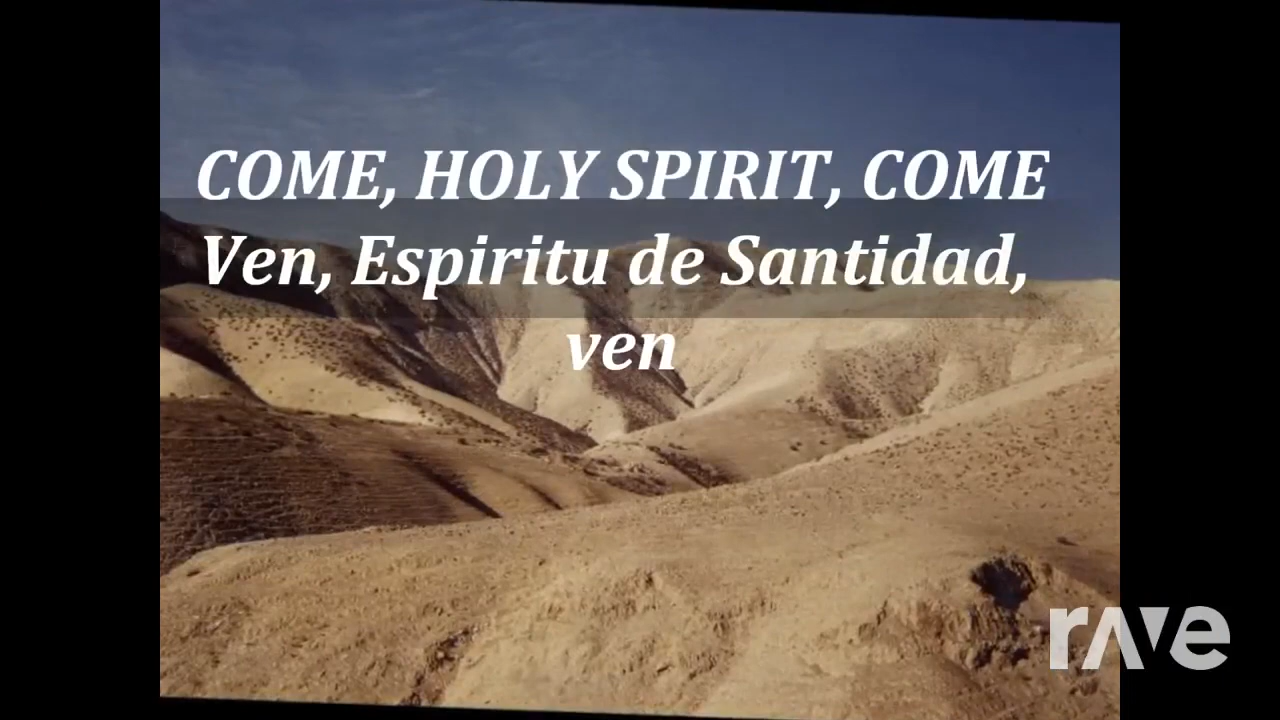 COME, HOLY SPIRIT, COME
Ven, Espiritu de Santidad,
ven
rave